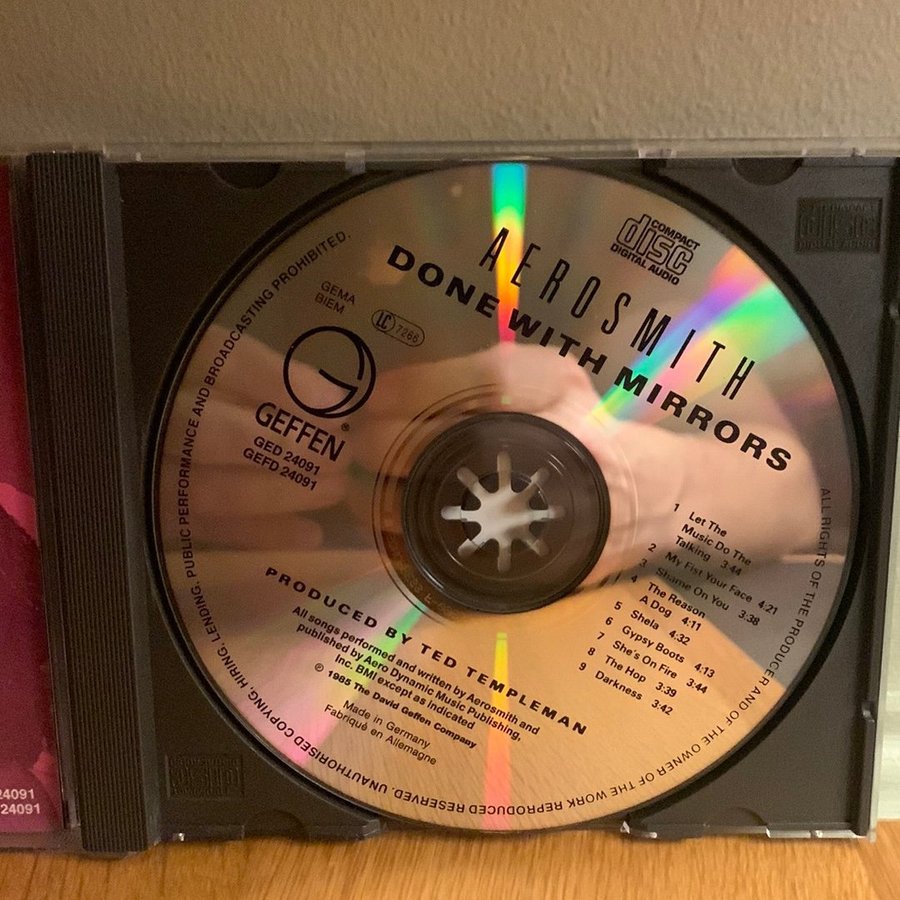 COMPACT
disc
DIGITAL AUDIO
AEROSMITH
DONE WITH MIRRORS
GEMA
BIEM
LC 7266
GEFFEN®
GED 24091
GEFD 24091
1 Let The
Music Do The
Talking 3:44
2 My Fist Your Face 4:21
3 Shame On You 3:38
4 The Reason
A Dog 4:11
5 Shela 4:32
6 Gypsy Boots 4:13
7 She's On Fire 3:44
8 The Hop 3:39
9 Darkness 3:42
PRODUCED BY TED TEMPLEMAN
All songs performed and written by Aerosmith and
published by Aero Dynamic Music Publishing,
Inc. BMI except as indicated
℗ 1985 The David Geffen Company
Made in Germany
Fabriqué en Allemagne
ALL RIGHTS OF THE PRODUCER AND OF THE OWNER OF THE WORK REPRODUCED RESERVED. UNAUTHORISED COPYING, HIRING, LENDING, PUBLIC PERFORMANCE AND BROADCASTING PROHIBITED.
24091
24091